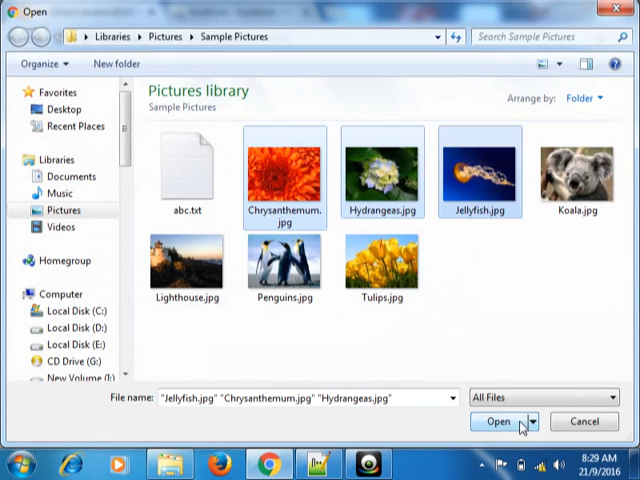 Open
Libraries Pictures Sample Pictures
Search Sample Pictures
Organize
New folder
Favorites
Desktop
Recent Places
Libraries
Documents
Music
Pictures
Videos
Homegroup
Computer
Local Disk (C:)
Local Disk (D:)
Local Disk (E:)
CD Drive (G:)
New Volume (I:)
Pictures library
Sample Pictures
Arrange by: Folder
abc.txt
Chrysanthemum.
jpg
Hydrangeas.jpg
Jellyfish.jpg
Koala.jpg
Lighthouse.jpg
Penguins.jpg
Tulips.jpg
File name: "Jellyfish.jpg" "Chrysanthemum.jpg" "Hydrangeas.jpg"
All Files
Open
Cancel
8:29 AM
21/9/2016